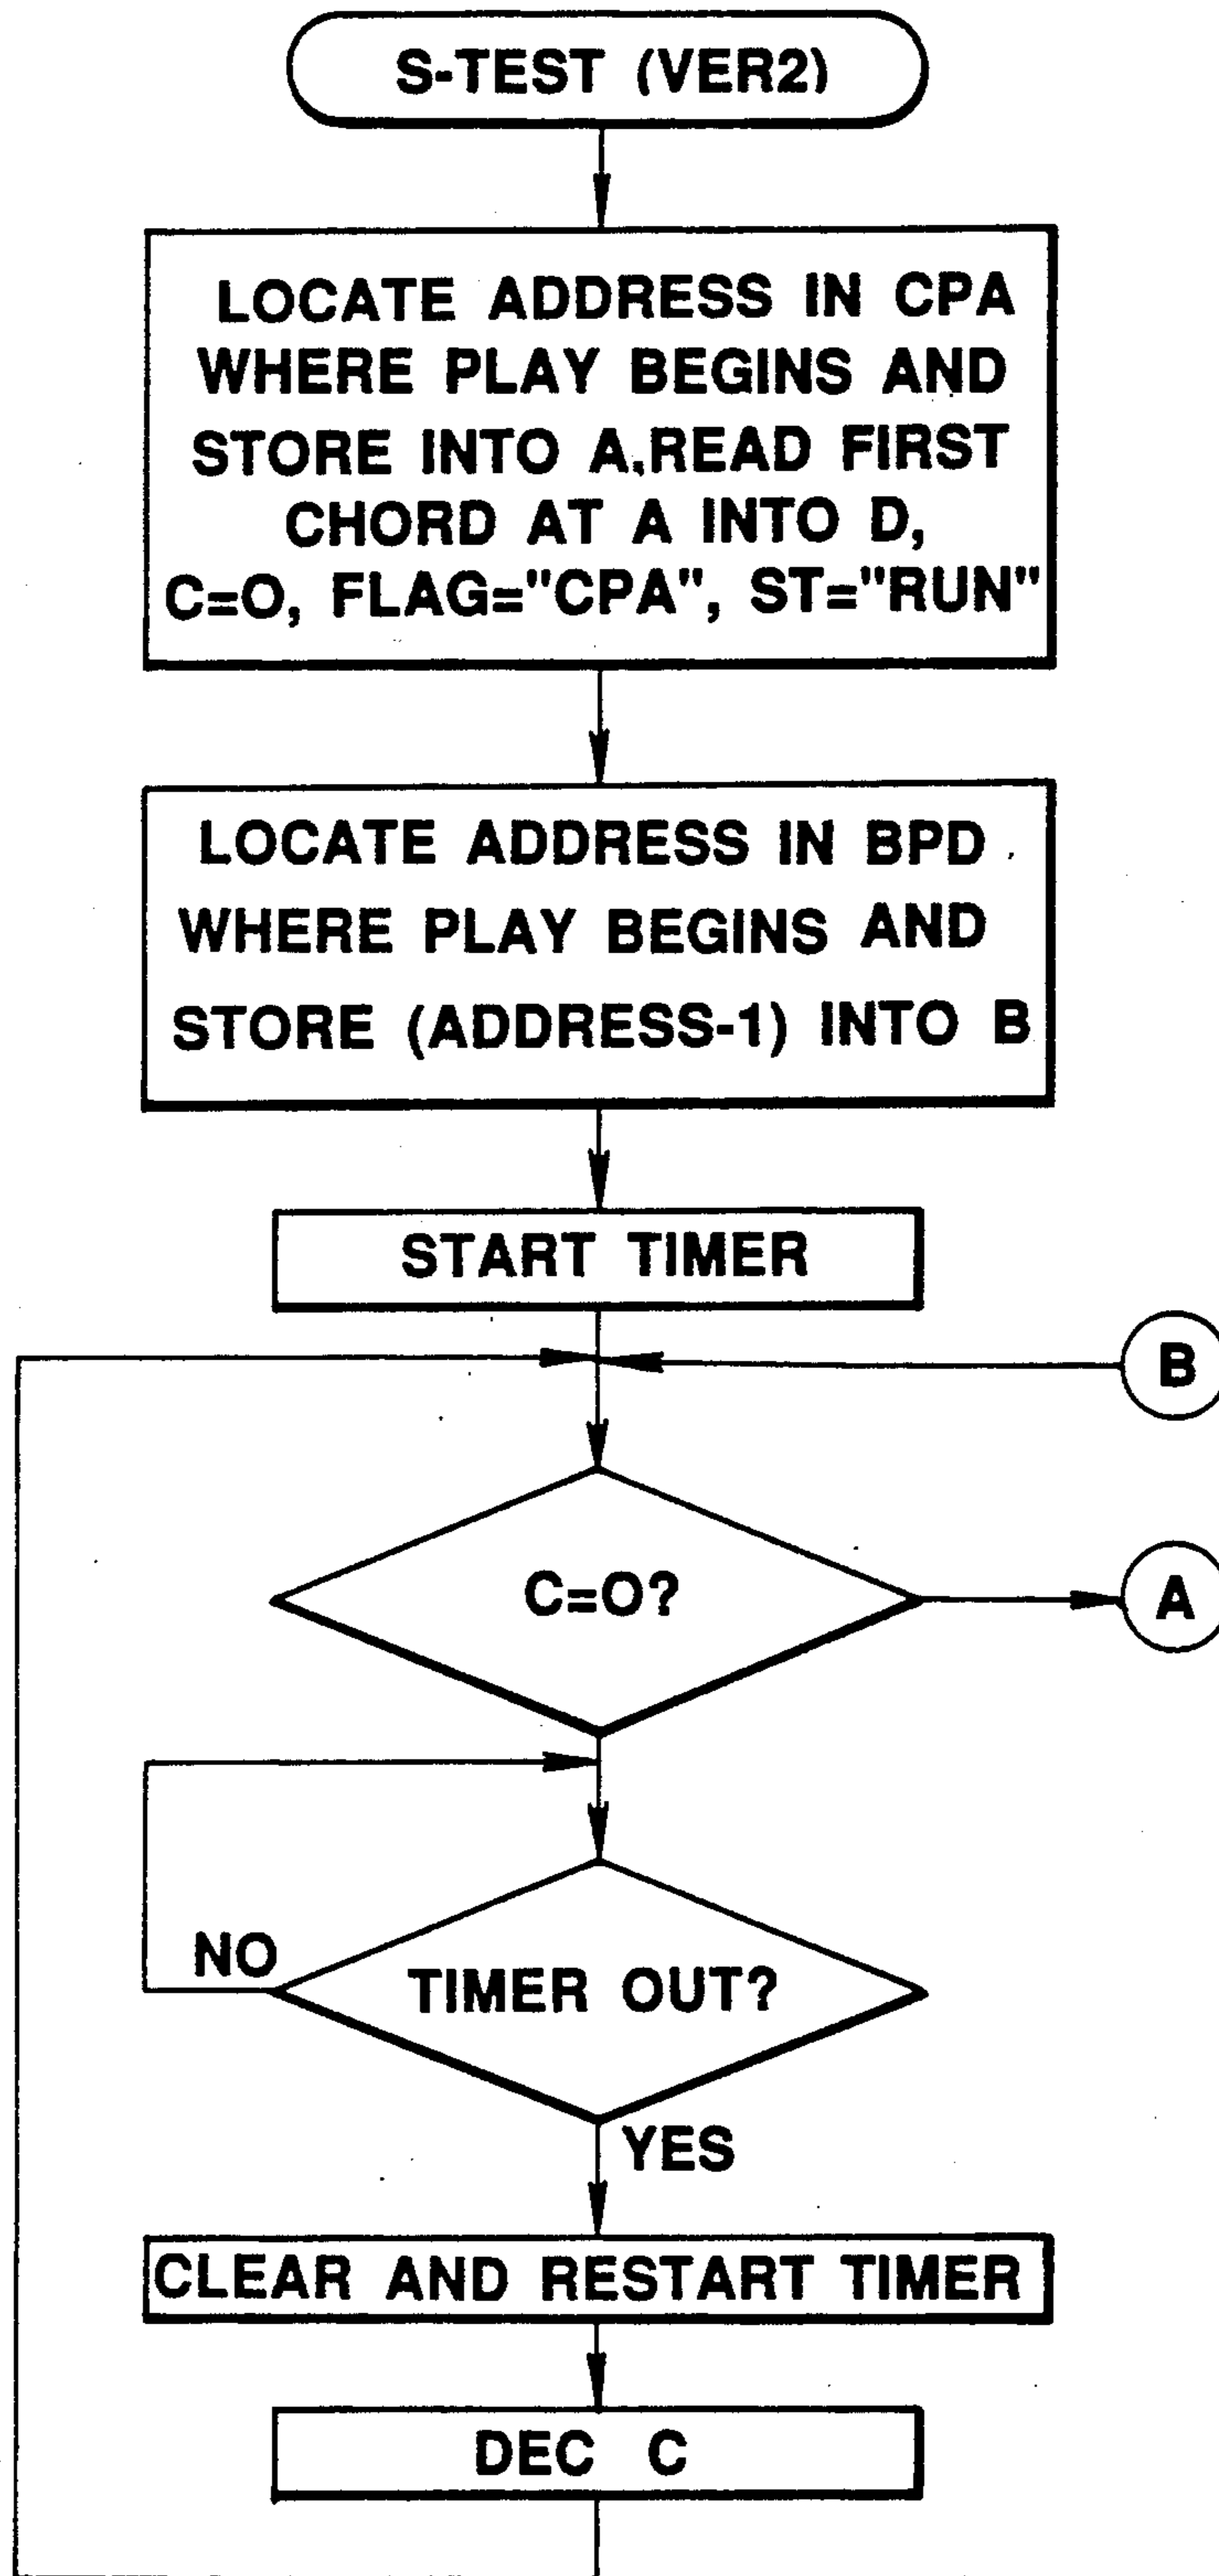 S-TEST (VER2)
LOCATE ADDRESS IN CPA
WHERE PLAY BEGINS AND
STORE INTO A,READ FIRST
CHORD AT A INTO D,
C=O, FLAG="CPA", ST="RUN"
LOCATE ADDRESS IN BPD
WHERE PLAY BEGINS AND
STORE (ADDRESS-1) INTO B
START TIMER
B
C=O?
A
NO
TIMER OUT?
YES
CLEAR AND RESTART TIMER
DEC C